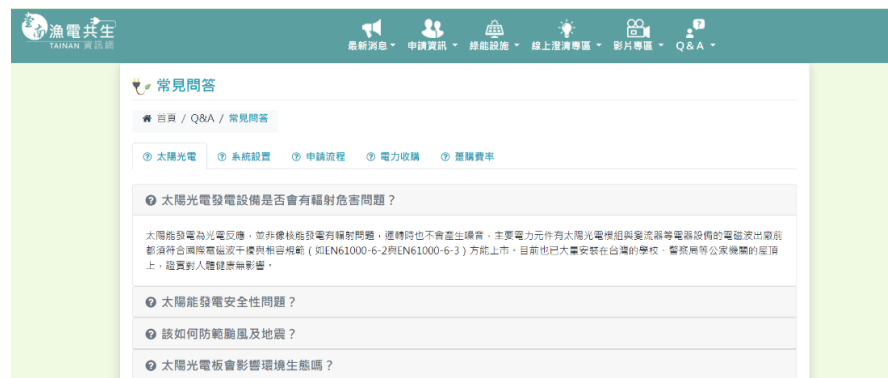 漁電共生
TAINAN 資訊網
最新消息 申請資訊 綠能設施 線上澄清專區 影片專區 Q&A
常見問答
首頁 / Q&A / 常見問答
太陽光電 系統設置 申請流程 電力收購 躉購費率
太陽光電發電設備是否會有輻射危害問題？
太陽能發電為光電反應，並非像核能發電有輻射問題，運轉時也不會產生噪音，主要電力元件有太陽光電模組與變流器等電器設備的電磁波出廠前
都須符合國際電磁波干擾與相容規範（如EN61000-6-2與EN61000-6-3）方能上市。目前也已大量安裝在台灣的學校、警察局等公家機關的屋頂
上，證實對人體健康無影響。
太陽能發電安全性問題？
該如何防範颱風及地震？
太陽光電板會影響環境生態嗎？